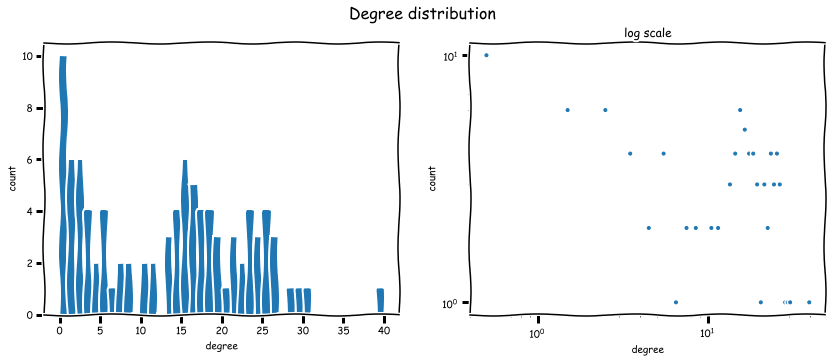 Degree distribution
log scale
10
8
6
4
2
0
count
0 5 10 15 20 25 30 35 40
degree
10¹
10⁰
count
10⁰ 10¹
degree